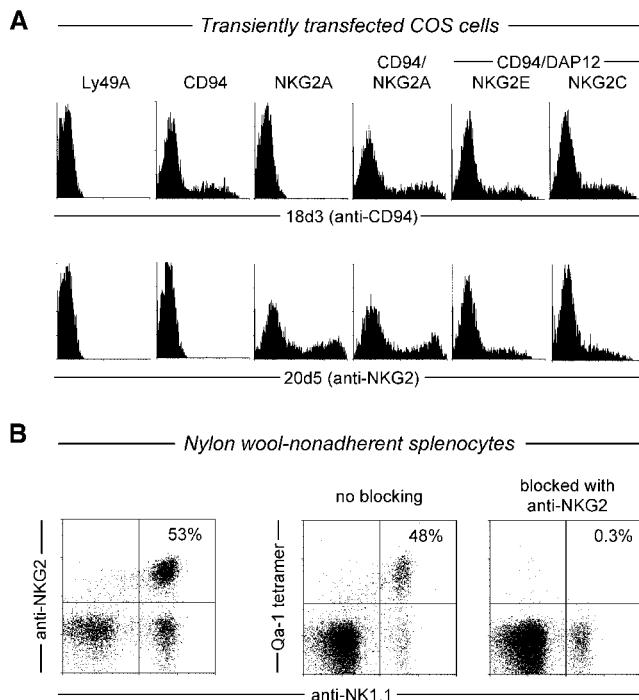 A
Transiently transfected COS cells
CD94/ CD94/DAP12
Ly49A CD94 NKG2A NKG2A NKG2E NKG2C
18d3 (anti-CD94)
20d5 (anti-NKG2)
B
Nylon wool-nonadherent splenocytes
no blocking
blocked with
anti-NKG2
53%
48%
0.3%
anti-NKG2
Qa-1 tetramer
anti-NK1.1